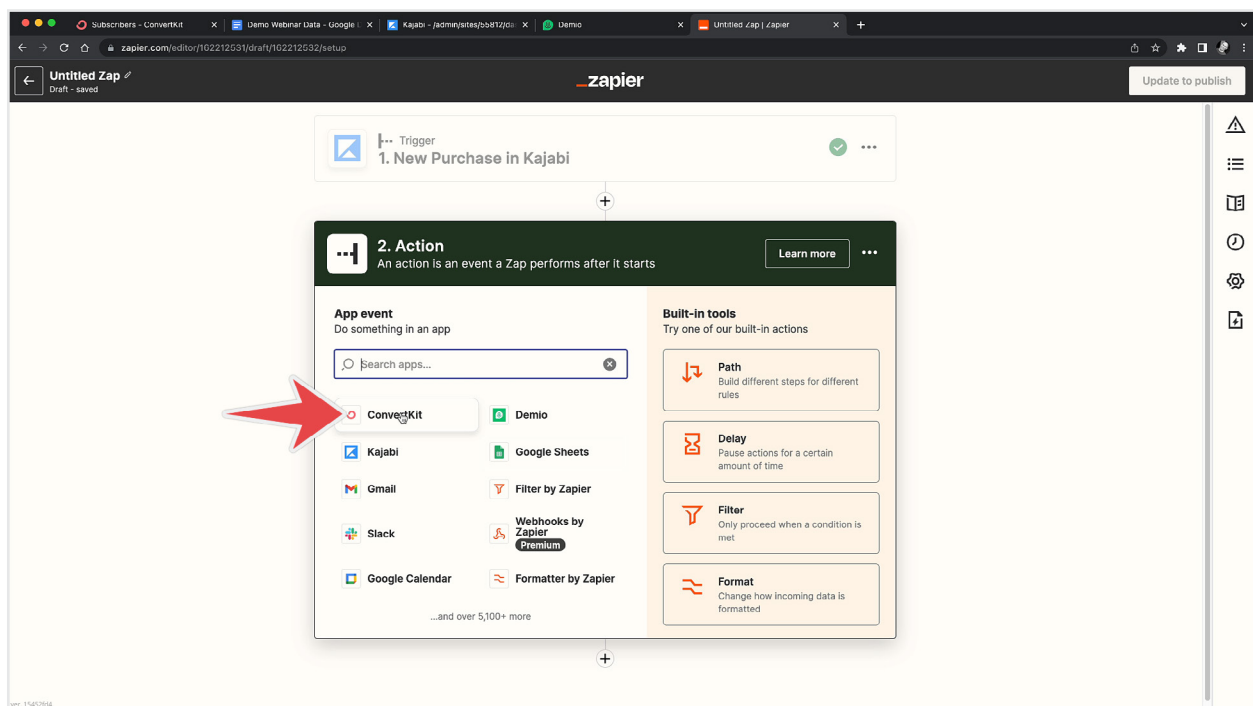 Subscribers - ConvertKit
Demo Webinar Data - Google D
Kajabi - /admin/sites/55812/da
Demio
Untitled Zap | Zapier
zapier.com/editor/162212531/draft/162212532/setup
Untitled Zap
Draft - saved
_zapier
Update to publish
Trigger
1. New Purchase in Kajabi
2. Action
An action is an event a Zap performs after it starts
Learn more
App event
Do something in an app
Search apps...
ConvertKit
Demio
Kajabi
Google Sheets
Gmail
Filter by Zapier
Slack
Webhooks by
Zapier
Premium
Google Calendar
Formatter by Zapier
...and over 5,100+ more
Built-in tools
Try one of our built-in actions
Path
Build different steps for different
rules
Delay
Pause actions for a certain
amount of time
Filter
Only proceed when a condition is
met
Format
Change how incoming data is
formatted